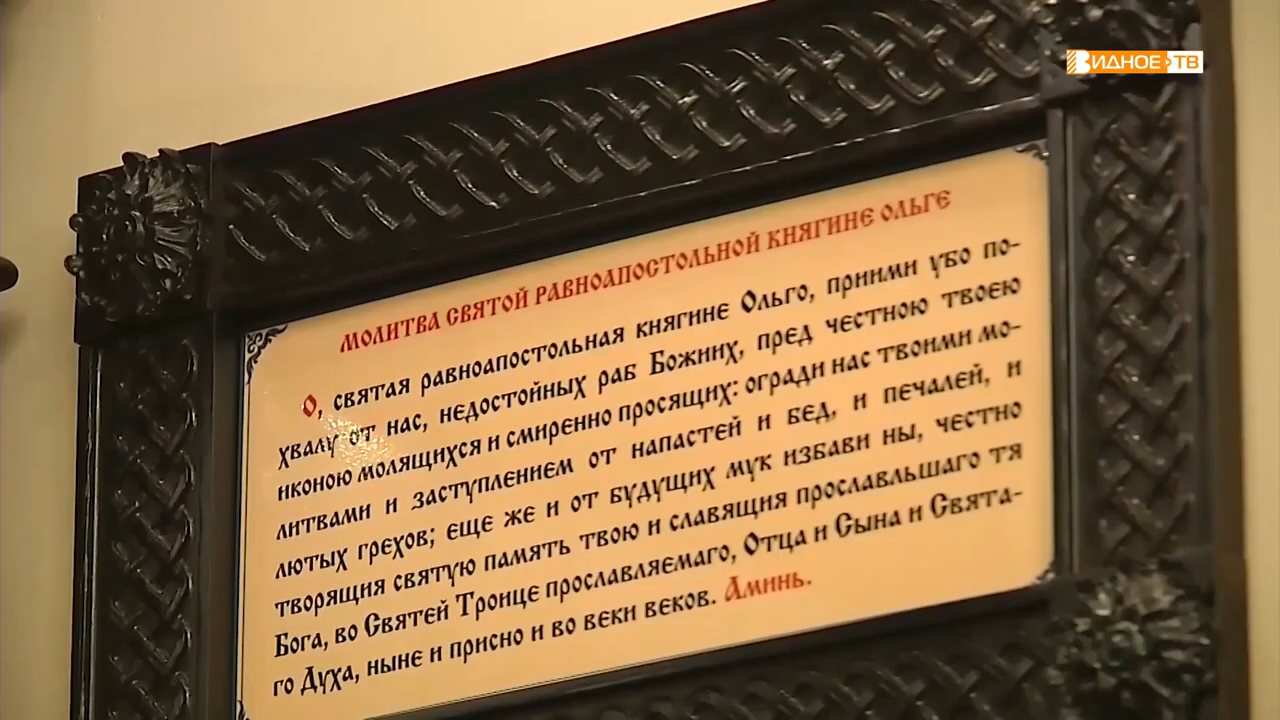 ВИДНОЕ ТВ
МОЛИТВА СВЯТОЙ РАВНОАПОСТОЛЬНОЙ КНЯГИНЕ ОЛЬГЕ
О, святая равноапостольная княгине Ольго, приими убо по-
хвалу от нас, недостойных раб Божиих, пред честною твоею
иконою молящихся и смиренно просящих: огради нас твоими мо-
литвами и заступлением от напастей и бед, и печалей, и
лютых грехов; еще же и от будущих мук избави ны, честно
творящия святую память твою и славящия прославльшаго тя
Бога, во Святей Троице прославляемаго, Отца и Сына и Свята-
го Духа, ныне и присно и во веки веков. Аминь.